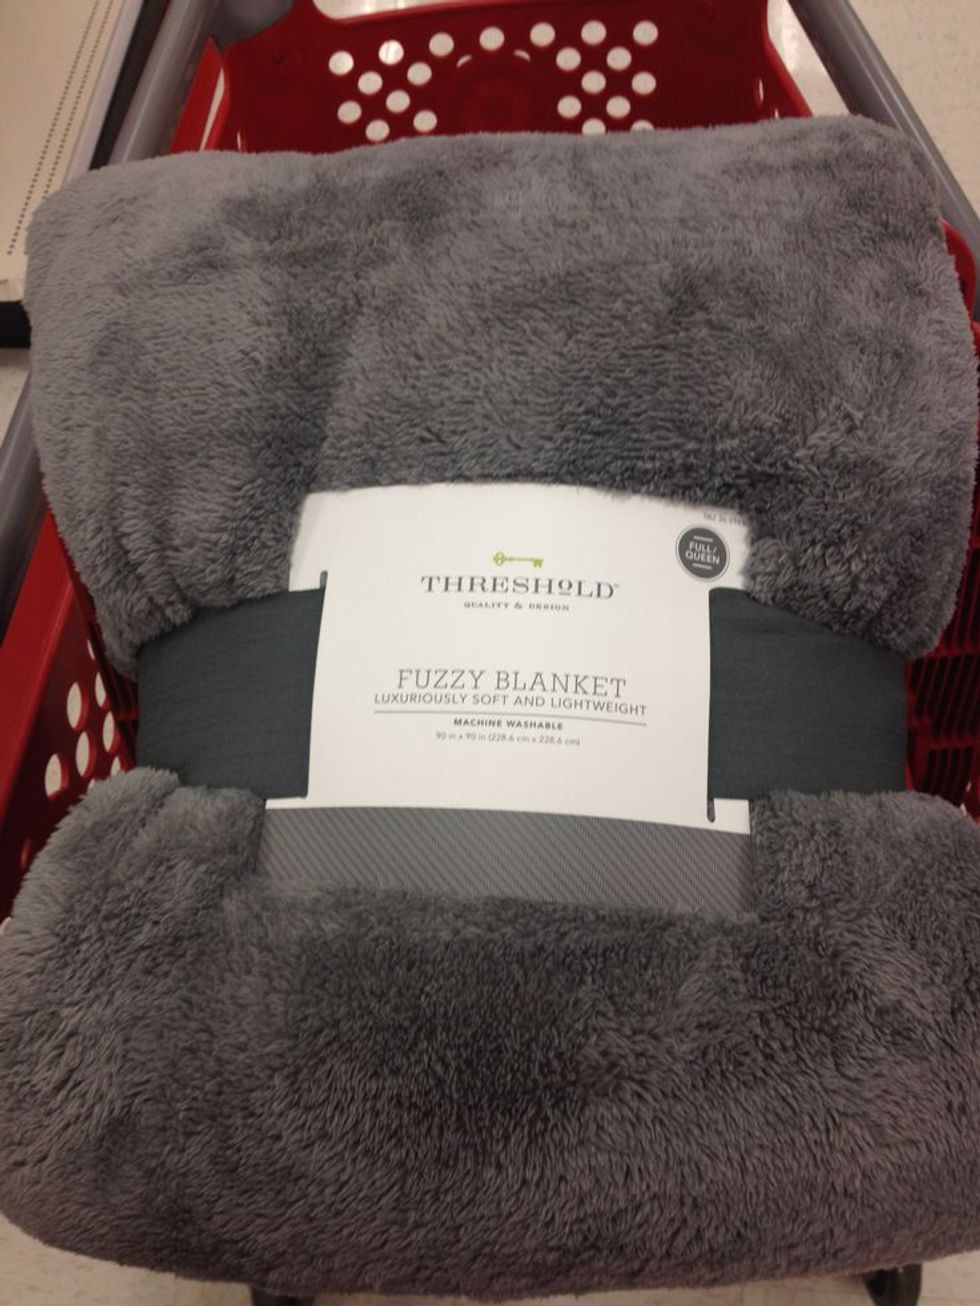 FULL/
QUEEN
THRESHOLD™
QUALITY & DESIGN
FUZZY BLANKET
LUXURIOUSLY SOFT AND LIGHTWEIGHT
MACHINE WASHABLE
90 in x 90 in (228.6 cm x 228.6 cm)